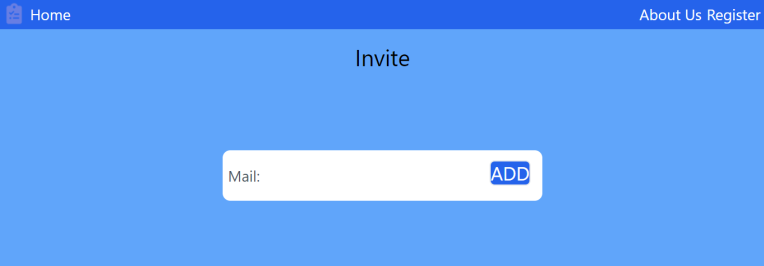 Home About Us Register
Invite
Mail: ADD